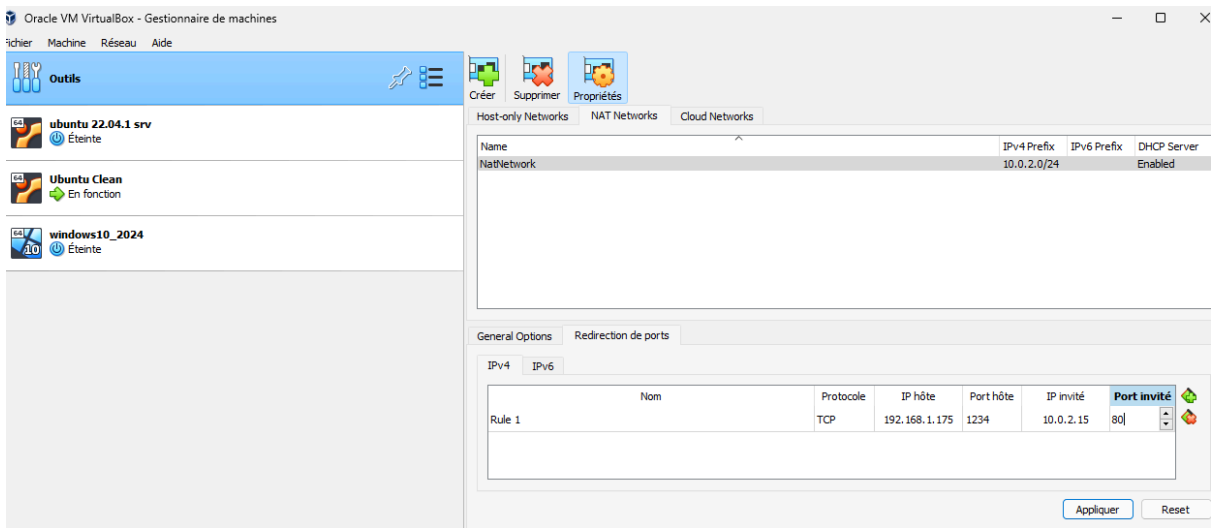 Oracle VM VirtualBox - Gestionnaire de machines
Fichier Machine Réseau Aide
Outils
64
ubuntu 22.04.1 srv
Éteinte
64
Ubuntu Clean
En fonction
64
10
windows10_2024
Éteinte
Créer Supprimer Propriétés
Host-only Networks NAT Networks Cloud Networks
Name IPv4 Prefix IPv6 Prefix DHCP Server
NatNetwork 10.0.2.0/24 Enabled
General Options Redirection de ports
IPv4 IPv6
Nom Protocole IP hôte Port hôte IP invité Port invité
Rule 1 TCP 192.168.1.175 1234 10.0.2.15 80
Appliquer Reset